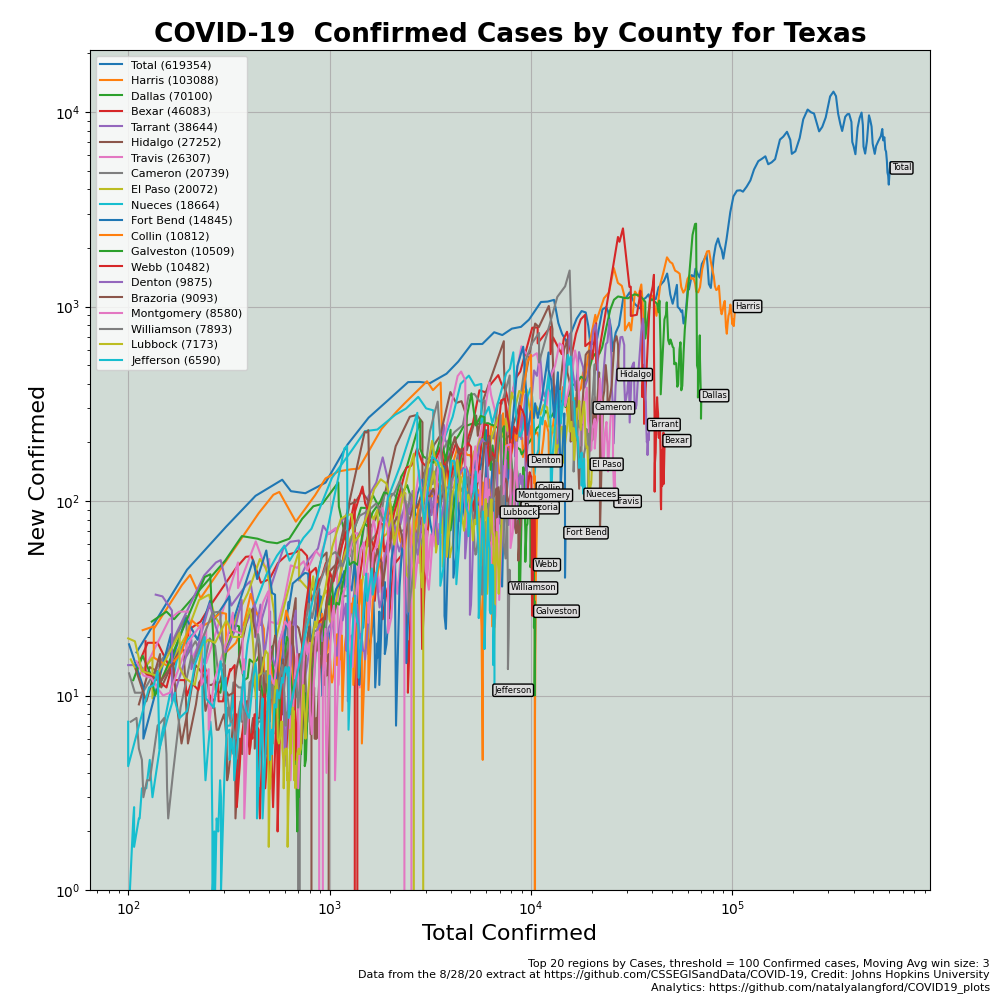 COVID-19  Confirmed Cases by County for Texas
Total (619354)
Harris (103088)
Dallas (70100)
Bexar (46083)
Tarrant (38644)
Hidalgo (27252)
Travis (26307)
Cameron (20739)
El Paso (20072)
Nueces (18664)
Fort Bend (14845)
Collin (10812)
Galveston (10509)
Webb (10482)
Denton (9875)
Brazoria (9093)
Montgomery (8580)
Williamson (7893)
Lubbock (7173)
Jefferson (6590)
10⁴
10³
10²
10¹
10⁰
New Confirmed
Total
Harris
Hidalgo
Dallas
Cameron
Tarrant
Bexar
Denton
El Paso
Collin
Montgomery
Nueces
Travis
Brazoria
Lubbock
Fort Bend
Webb
Williamson
Galveston
Jefferson
10²
10³
10⁴
10⁵
Total Confirmed
Top 20 regions by Cases, threshold = 100 Confirmed cases, Moving Avg win size: 3
Data from the 8/28/20 extract at https://github.com/CSSEGISandData/COVID-19, Credit: Johns Hopkins University
Analytics: https://github.com/natalyalangford/COVID19_plots